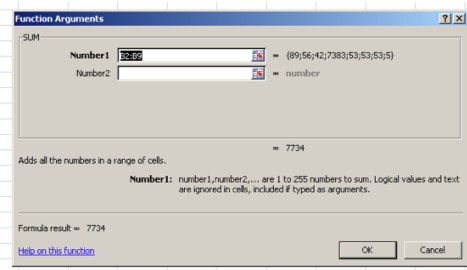 Function Arguments
SUM
Number1 B2:B9 = {89;56;42;7383;53;53;53;5}
Number2 = number
= 7734
Adds all the numbers in a range of cells.
Number1: number1,number2,... are 1 to 255 numbers to sum. Logical values and text
are ignored in cells, included if typed as arguments.
Formula result = 7734
Help on this function
OK Cancel